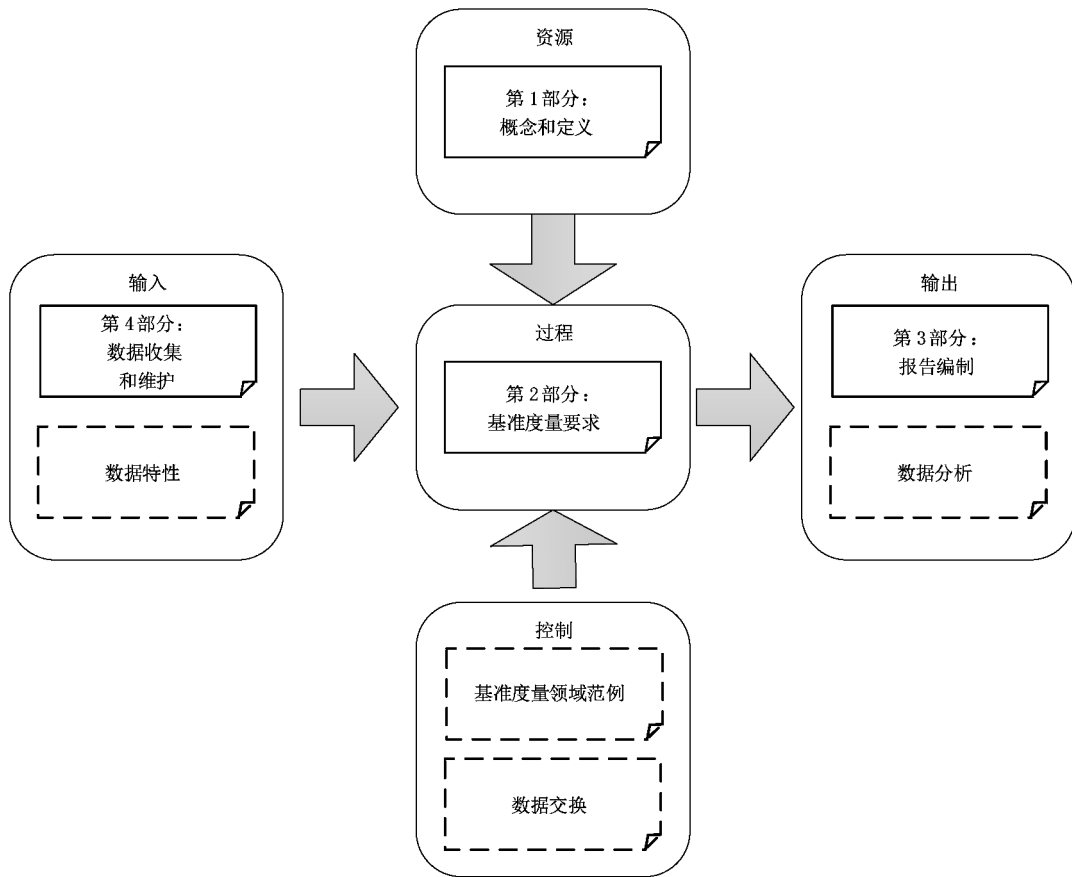 资源
第1部分：
概念和定义
输入
第4部分：
数据收集
和维护
数据特性
过程
第2部分：
基准度量要求
输出
第3部分：
报告编制
数据分析
控制
基准度量领域范例
数据交换